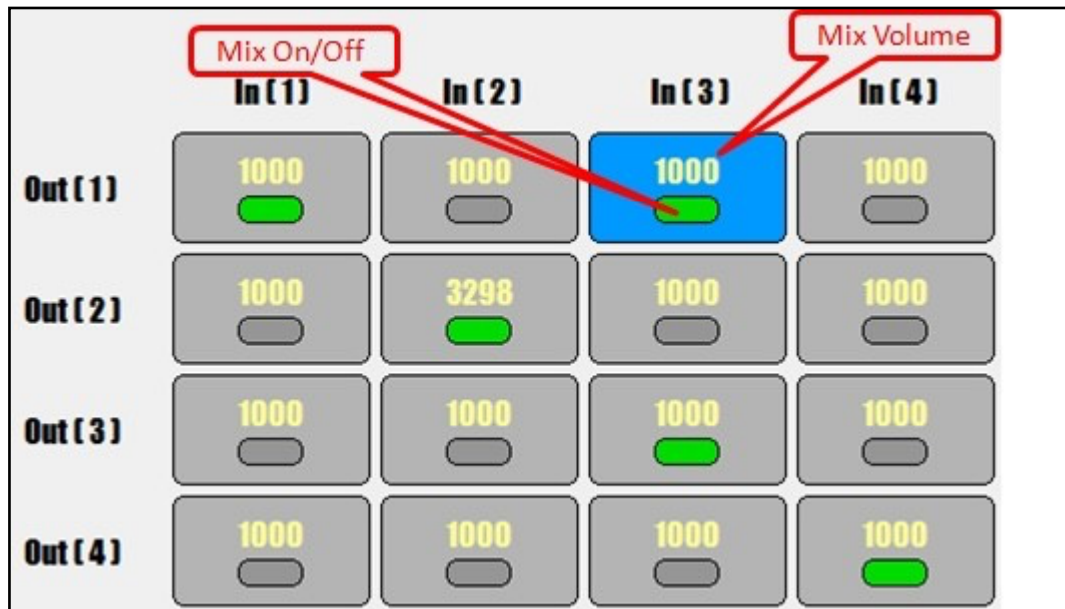 Mix On/Off
Mix Volume
In ( 1 ) In ( 2 ) In ( 3 ) In ( 4 )
Out ( 1 ) 1000 1000 1000 1000
Out ( 2 ) 1000 3298 1000 1000
Out ( 3 ) 1000 1000 1000 1000
Out ( 4 ) 1000 1000 1000 1000